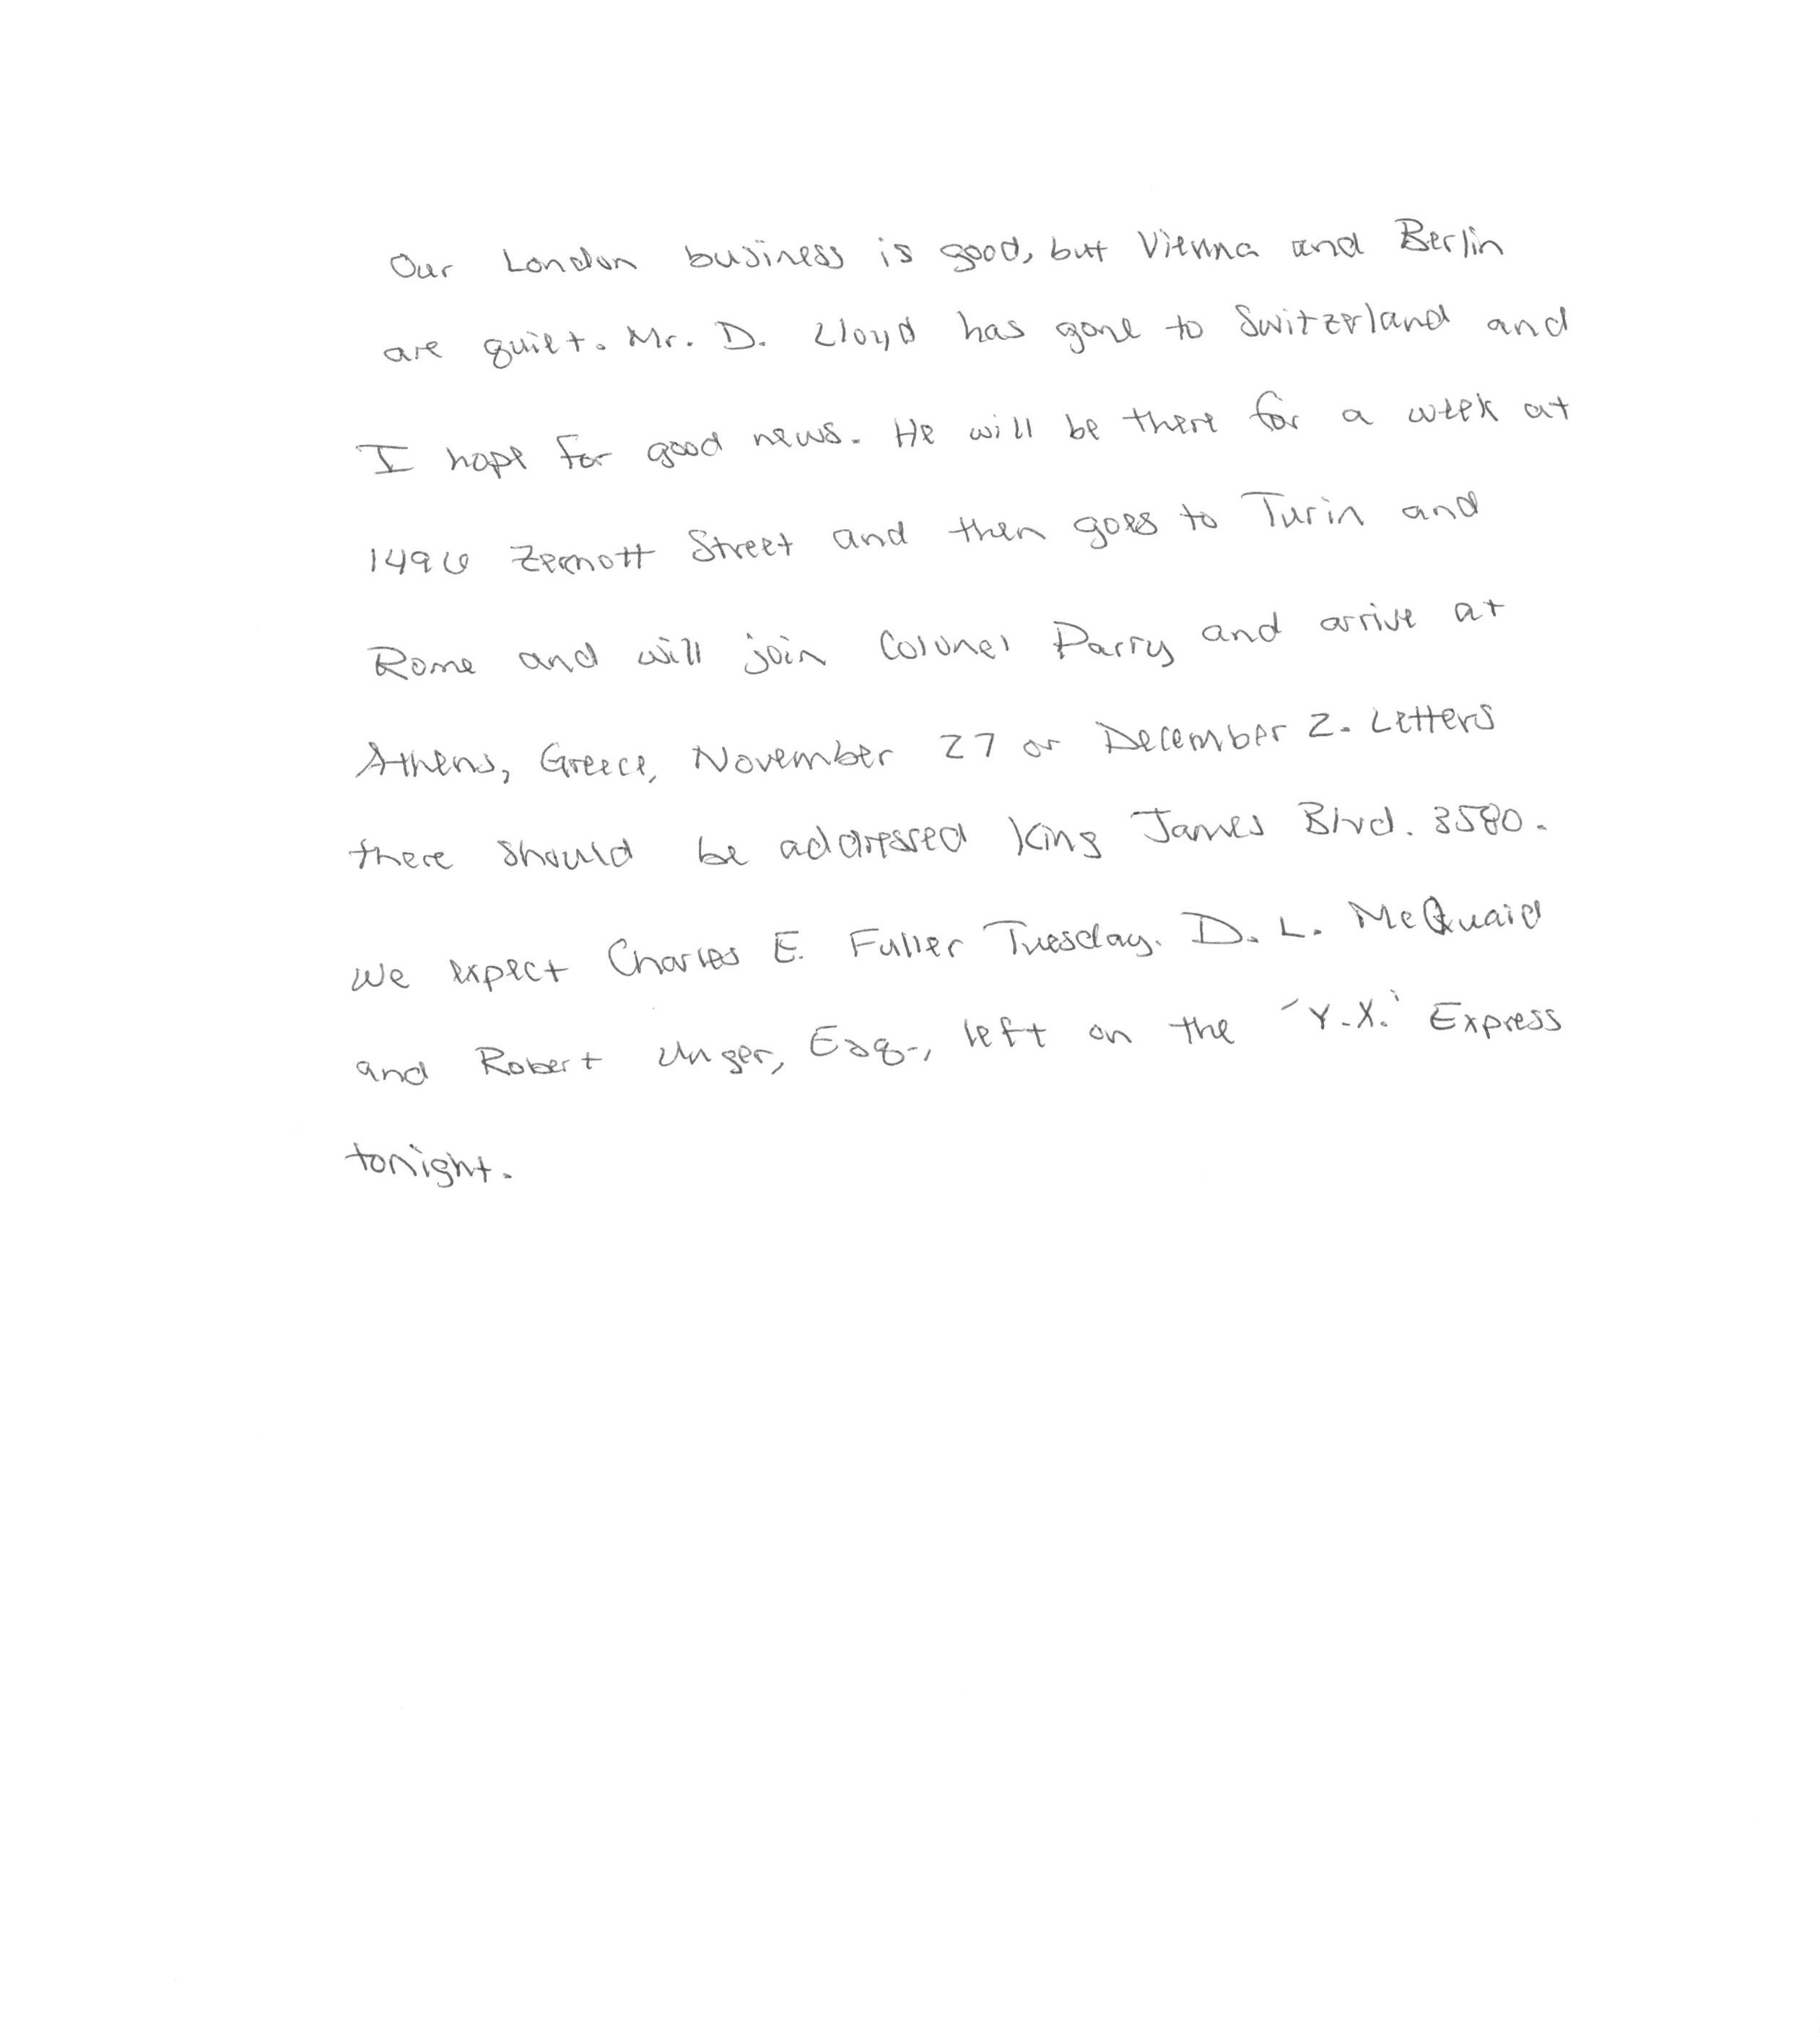 Our London business is good, but Vienna and Berlin
are quiet. Mr. D. Lloyd has gone to Switzerland and
I hope for good news. He will be there for a week at
1496 Zermott Street and then goes to Turin and
Rome and will join Colonel Parry and arrive at
Athens, Greece, November 27 or December 2. Letters
there should be addressed King James Blvd. 3580.
We expect Charles E. Fuller Tuesday. D. L. McQuaid
and Robert Unger, Esq., left on the 'Y.X.' Express
tonight.